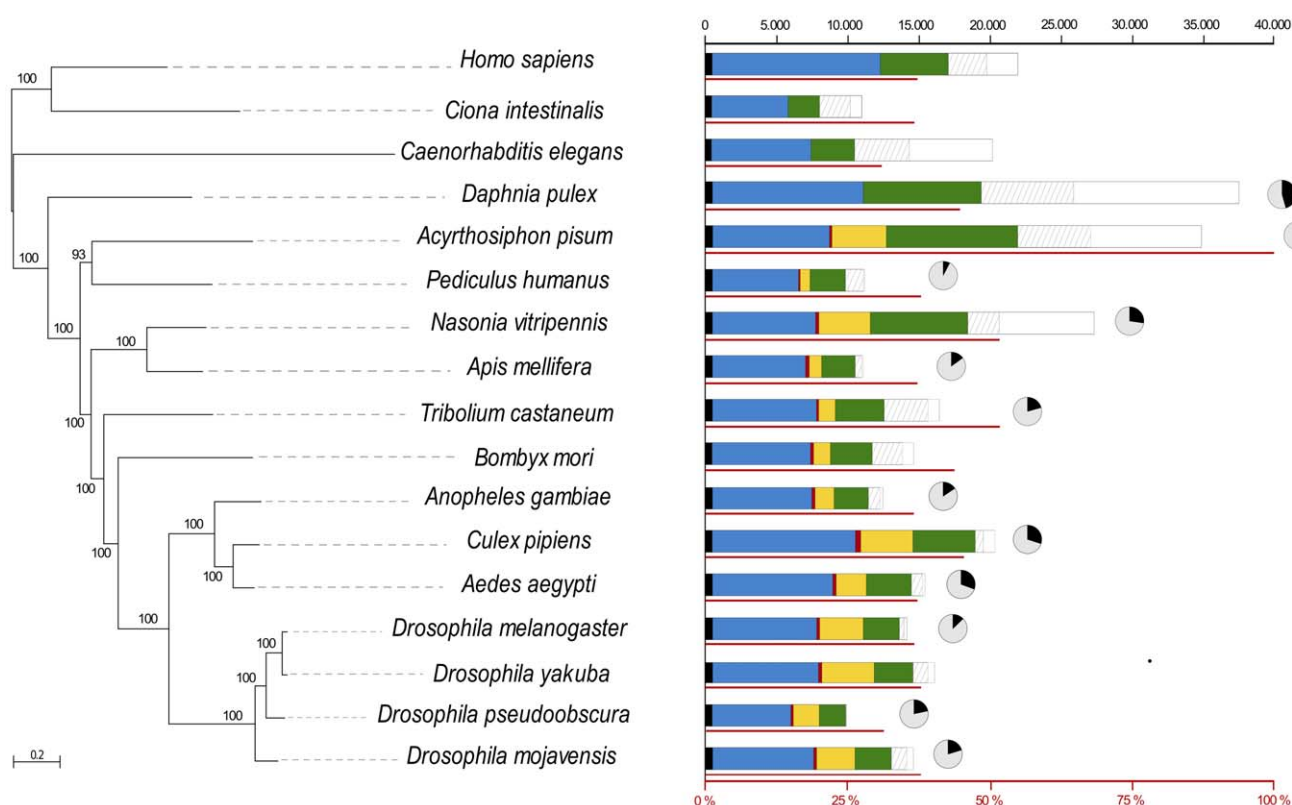 0 5.000 10.000 15.000 20.000 25.000 30.000 35.000 40.000
Homo sapiens
100
Ciona intestinalis
Caenorhabditis elegans
Daphnia pulex
Acyrthosiphon pisum
93
100
Pediculus humanus
Nasonia vitripennis
100
100
Apis mellifera
Tribolium castaneum
100
Bombyx mori
100
Anopheles gambiae
100
Culex pipiens
100
100
Aedes aegypti
100
Drosophila melanogaster
100
Drosophila yakuba
100
Drosophila pseudoobscura
100
Drosophila mojavensis
0.2
0 % 25 % 50 % 75 % 100 %